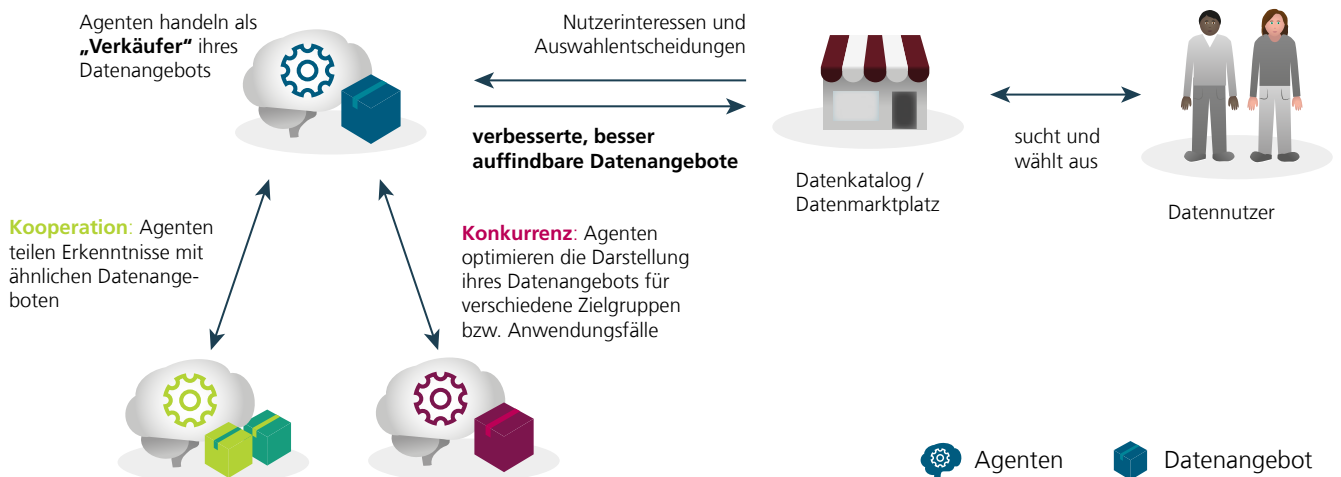 Agenten handeln als
„Verkäufer“ ihres
Datenangebots
Nutzerinteressen und
Auswahlentscheidungen
verbesserte, besser
auffindbare Datenangebote
Datenkatalog /
Datenmarktplatz
sucht und
wählt aus
Datennutzer
Kooperation: Agenten
teilen Erkenntnisse mit
ähnlichen Datenange-
boten
Konkurrenz: Agenten
optimieren die Darstellung
ihres Datenangebots für
verschiedene Zielgruppen
bzw. Anwendungsfälle
Agenten
Datenangebot